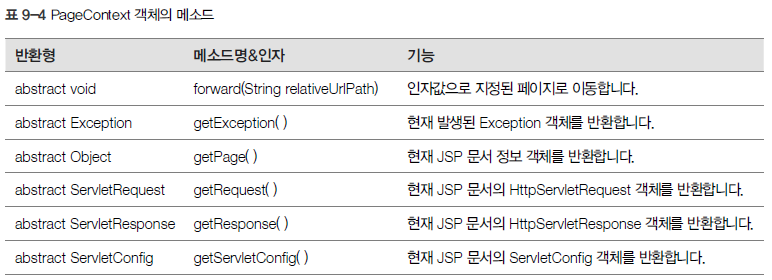 표 9-4 PageContext 객체의 메소드
반환형 메소드명&인자 기능
abstract void forward(String relativeUrlPath) 인자값으로 지정된 페이지로 이동합니다.
abstract Exception getException( ) 현재 발생된 Exception 객체를 반환합니다.
abstract Object getPage( ) 현재 JSP 문서 정보 객체를 반환합니다.
abstract ServletRequest getRequest( ) 현재 JSP 문서의 HttpServletRequest 객체를 반환합니다.
abstract ServletResponse getResponse( ) 현재 JSP 문서의 HttpServletResponse 객체를 반환합니다.
abstract ServletConfig getServletConfig( ) 현재 JSP 문서의 ServletConfig 객체를 반환합니다.